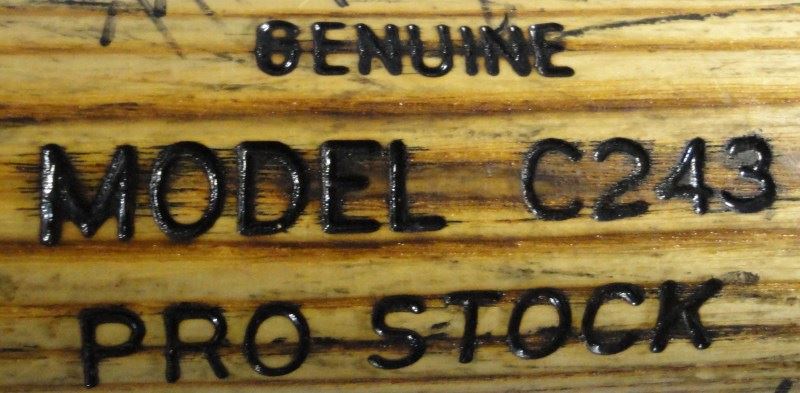 GENUINE
MODEL C243
PRO STOCK